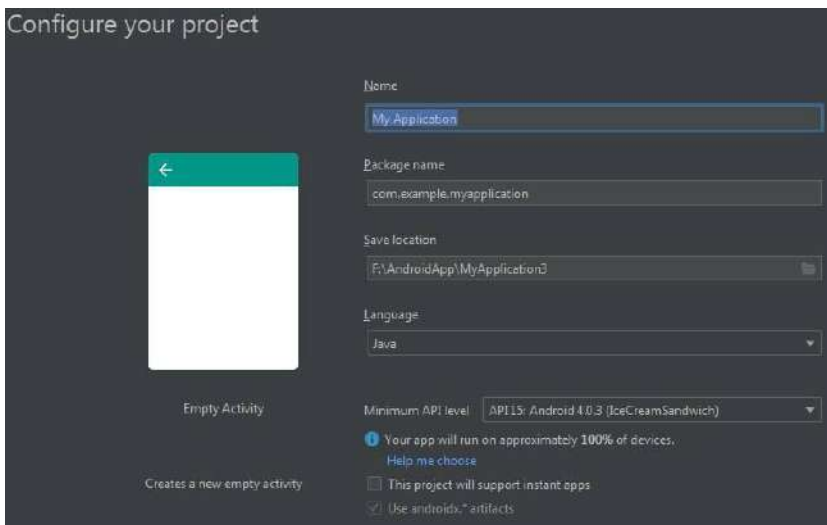 Configure your project
Name
My Application
Package name
com.example.myapplication
Save location
F:\AndroidApp\MyApplication3
Language
Java
Empty Activity
Minimum API level API 15: Android 4.0.3 (IceCreamSandwich)
Your app will run on approximately 100% of devices.
Help me choose
Creates a new empty activity
This project will support instant apps
Use androidx.* artifacts